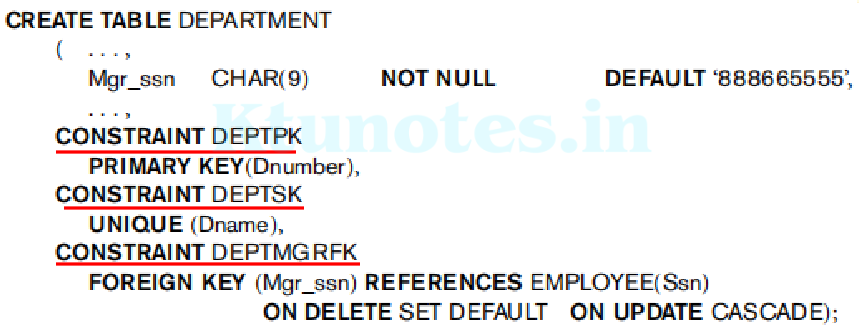 CREATE TABLE DEPARTMENT
( . . . ,
Mgr_ssn CHAR(9) NOT NULL DEFAULT ‘888665555’,
. . . ,
Ktunotes.in
CONSTRAINT DEPTPK
PRIMARY KEY(Dnumber),
CONSTRAINT DEPTSK
UNIQUE (Dname),
CONSTRAINT DEPTMGRFK
FOREIGN KEY (Mgr_ssn) REFERENCES EMPLOYEE(Ssn)
ON DELETE SET DEFAULT ON UPDATE CASCADE);